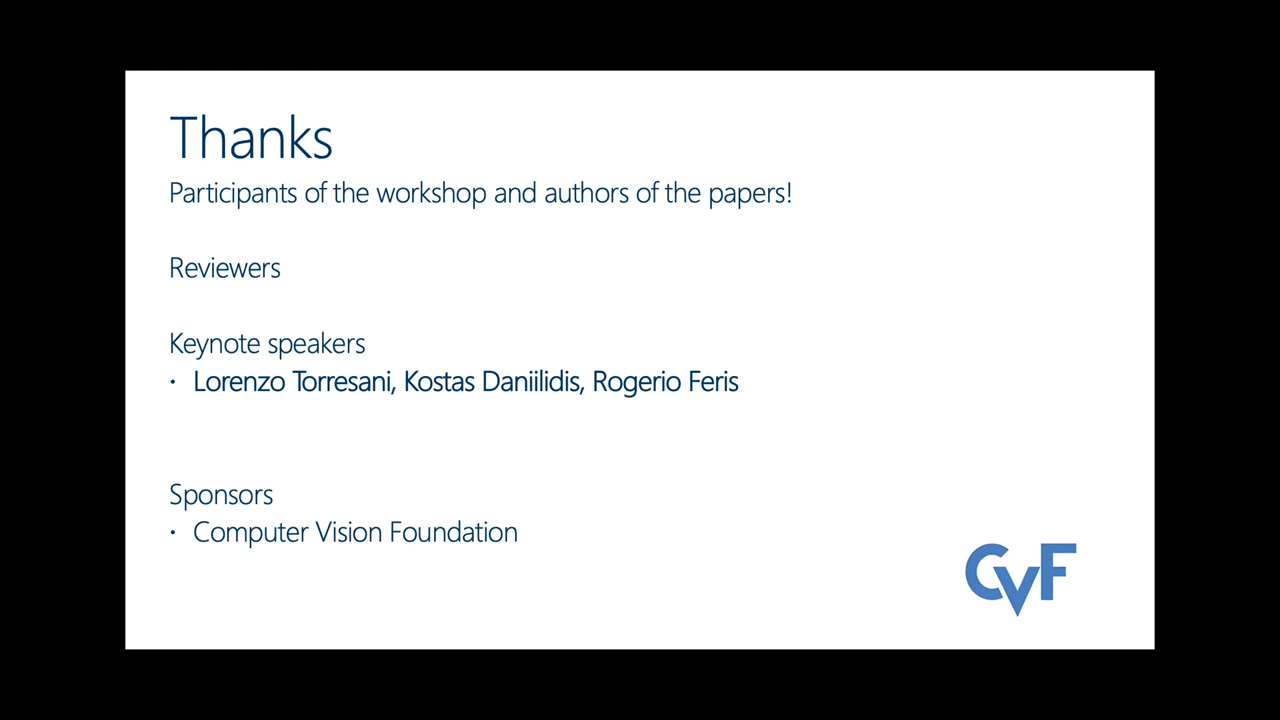 Thanks
Participants of the workshop and authors of the papers!
Reviewers
Keynote speakers
· Lorenzo Torresani, Kostas Daniilidis, Rogerio Feris
Sponsors
· Computer Vision Foundation
CVF